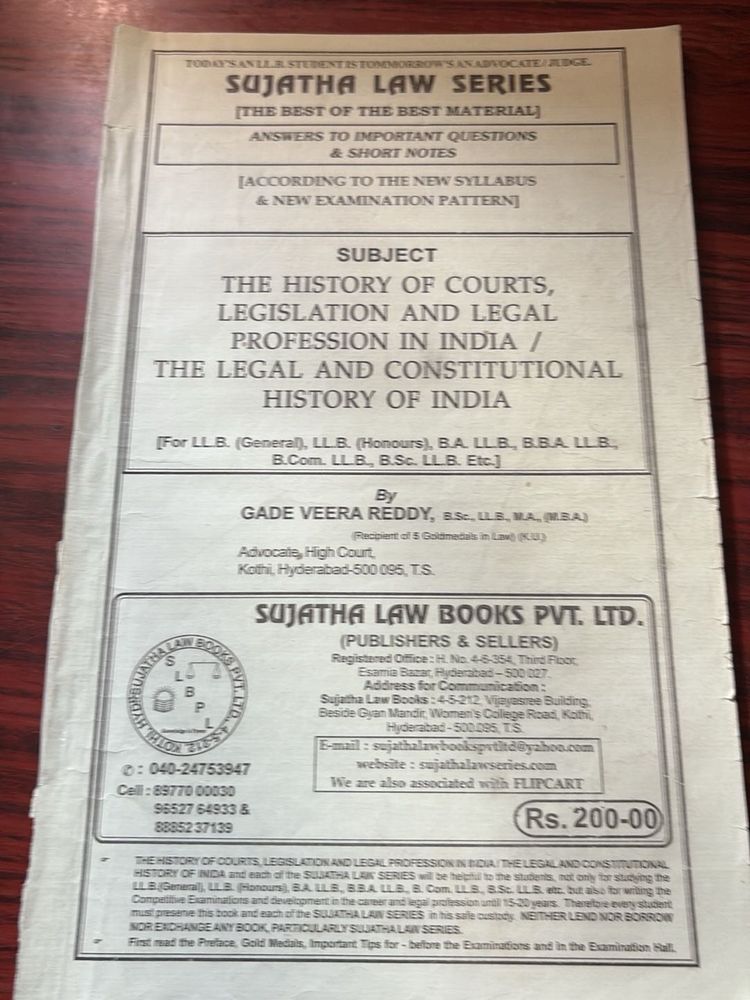 TODAY'S AN LL.B. STUDENT IS TOMMORROW'S AN ADVOCATE / JUDGE.
SUJATHA LAW SERIES
[THE BEST OF THE BEST MATERIAL]
ANSWERS TO IMPORTANT QUESTIONS
& SHORT NOTES
[ACCORDING TO THE NEW SYLLABUS
& NEW EXAMINATION PATTERN]
SUBJECT
THE HISTORY OF COURTS,
LEGISLATION AND LEGAL
PROFESSION IN INDIA /
THE LEGAL AND CONSTITUTIONAL
HISTORY OF INDIA
[For LL.B. (General), LL.B. (Honours), B.A. LL.B., B.B.A. LL.B.,
B.Com. LL.B., B.Sc. LL.B. Etc.]
By
GADE VEERA REDDY, B.Sc., LL.B., M.A., (M.B.A.)
(Recipient of 5 Goldmedals in Law) (K.U.)
Advocate, High Court,
Kothi, Hyderabad-500 095, T.S.
SUJATHA LAW BOOKS PVT. LTD.
(PUBLISHERS & SELLERS)
Registered Office : H. No. 4-5-354, Third Floor,
Esamia Bazar, Hyderabad – 500 027.
Address for Communication :
Sujatha Law Books : 4-5-212, Vijayasree Building,
Beside Gyan Mandir, Women's College Road, Kothi,
Hyderabad - 500 095, T.S.
SUJATHA LAW BOOKS PVT. LTD. 4-5-212, KOTHI, HYD
S
L
B
P
L
E-mail : sujathalawbookspvtltd@yahoo.com
website : sujathalawseries.com
We are also associated with FLIPCART
✆ : 040-24753947
Cell : 89770 00030
96527 64933 &
88852 37139
Rs. 200-00
☞ THE HISTORY OF COURTS, LEGISLATION AND LEGAL PROFESSION IN INDIA / THE LEGAL AND CONSTITUTIONAL
HISTORY OF INDIA and each of the SUJATHA LAW SERIES will be helpful to the students, not only for studying the
LL.B.(General), LL.B. (Honours), B.A. LL.B., B.B.A. LL.B., B. Com. LL.B., B.Sc. LL.B. etc. but also for writing the
Competitive Examinations and development in the career and legal profession until 15-20 years. Therefore every student
must preserve this book and each of the SUJATHA LAW SERIES in his safe custody. NEITHER LEND NOR BORROW
NOR EXCHANGE ANY BOOK, PARTICULARLY SUJATHA LAW SERIES.
☞ First read the Preface, Gold Medals, Important Tips for - before the Examinations and in the Examination Hall.